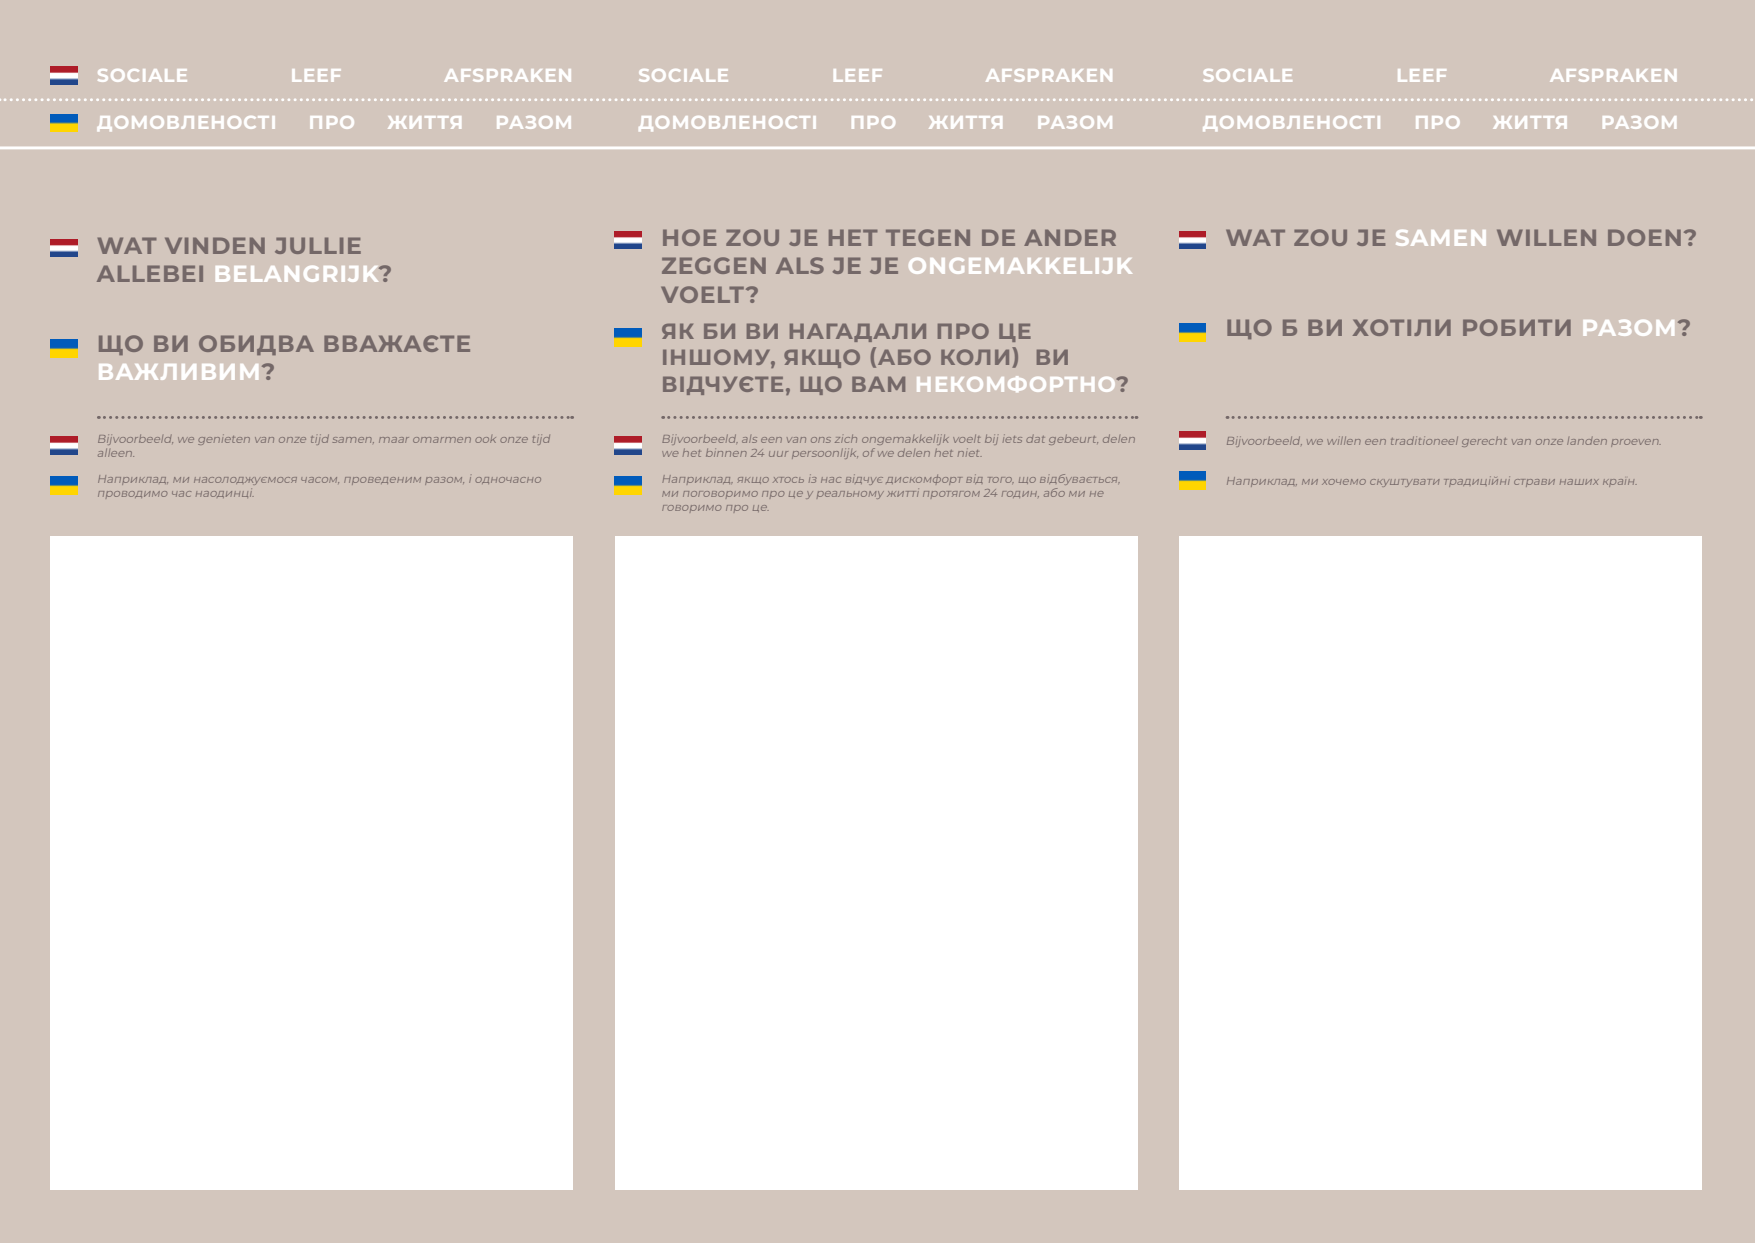 SOCIALE LEEF AFSPRAKEN SOCIALE LEEF AFSPRAKEN SOCIALE LEEF AFSPRAKEN
ДОМОВЛЕНОСТІ ПРО ЖИТТЯ РАЗОМ ДОМОВЛЕНОСТІ ПРО ЖИТТЯ РАЗОМ ДОМОВЛЕНОСТІ ПРО ЖИТТЯ РАЗОМ
WAT VINDEN JULLIE
ALLEBEI BELANGRIJK?
ЩО ВИ ОБИДВА ВВАЖАЄТЕ
ВАЖЛИВИМ?
Bijvoorbeeld, we genieten van onze tijd samen, maar omarmen ook onze tijd
alleen.
Наприклад, ми насолоджуємося часом, проведеним разом, і одночасно
проводимо час наодинці.
HOE ZOU JE HET TEGEN DE ANDER
ZEGGEN ALS JE JE ONGEMAKKELIJK
VOELT?
ЯК БИ ВИ НАГАДАЛИ ПРО ЦЕ
ІНШОМУ, ЯКЩО (АБО КОЛИ) ВИ
ВІДЧУЄТЕ, ЩО ВАМ НЕКОМФОРТНО?
Bijvoorbeeld, als een van ons zich ongemakkelijk voelt bij iets dat gebeurt, delen
we het binnen 24 uur persoonlijk, of we delen het niet.
Наприклад, якщо хтось із нас відчує дискомфорт від того, що відбувається,
ми поговоримо про це у реальному житті протягом 24 годин, або ми не
говоримо про це.
WAT ZOU JE SAMEN WILLEN DOEN?
ЩО Б ВИ ХОТІЛИ РОБИТИ РАЗОМ?
Bijvoorbeeld, we willen een traditioneel gerecht van onze landen proeven.
Наприклад, ми хочемо скуштувати традиційні страви наших країн.